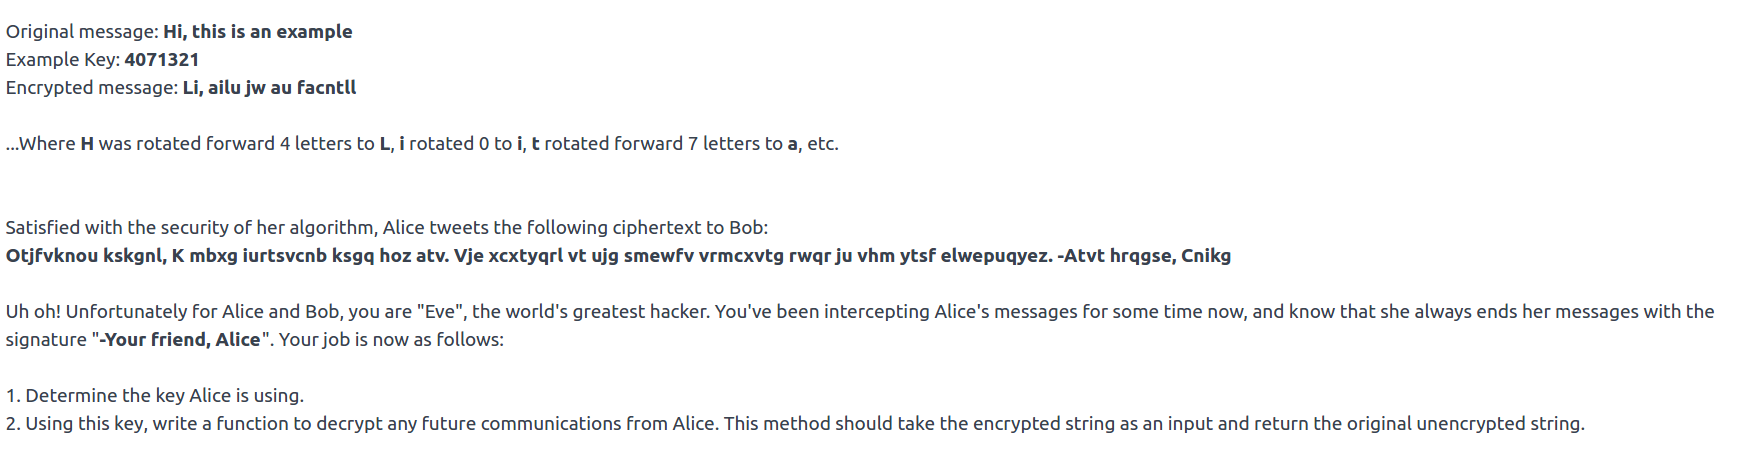 Original message: Hi, this is an example
Example Key: 4071321
Encrypted message: Li, ailu jw au facntll
...Where H was rotated forward 4 letters to L, i rotated 0 to i, t rotated forward 7 letters to a, etc.
Satisfied with the security of her algorithm, Alice tweets the following ciphertext to Bob:
Otjfvknou kskgnl, K mbxg iurtsvcnb ksgq hoz atv. Vje xcxtyqrl vt ujg smewfv vrmcxvtg rwqr ju vhm ytsf elwepuqyez. -Atvt hrqgse, Cnikg
Uh oh! Unfortunately for Alice and Bob, you are "Eve", the world's greatest hacker. You've been intercepting Alice's messages for some time now, and know that she always ends her messages with the
signature "-Your friend, Alice". Your job is now as follows:
1. Determine the key Alice is using.
2. Using this key, write a function to decrypt any future communications from Alice. This method should take the encrypted string as an input and return the original unencrypted string.